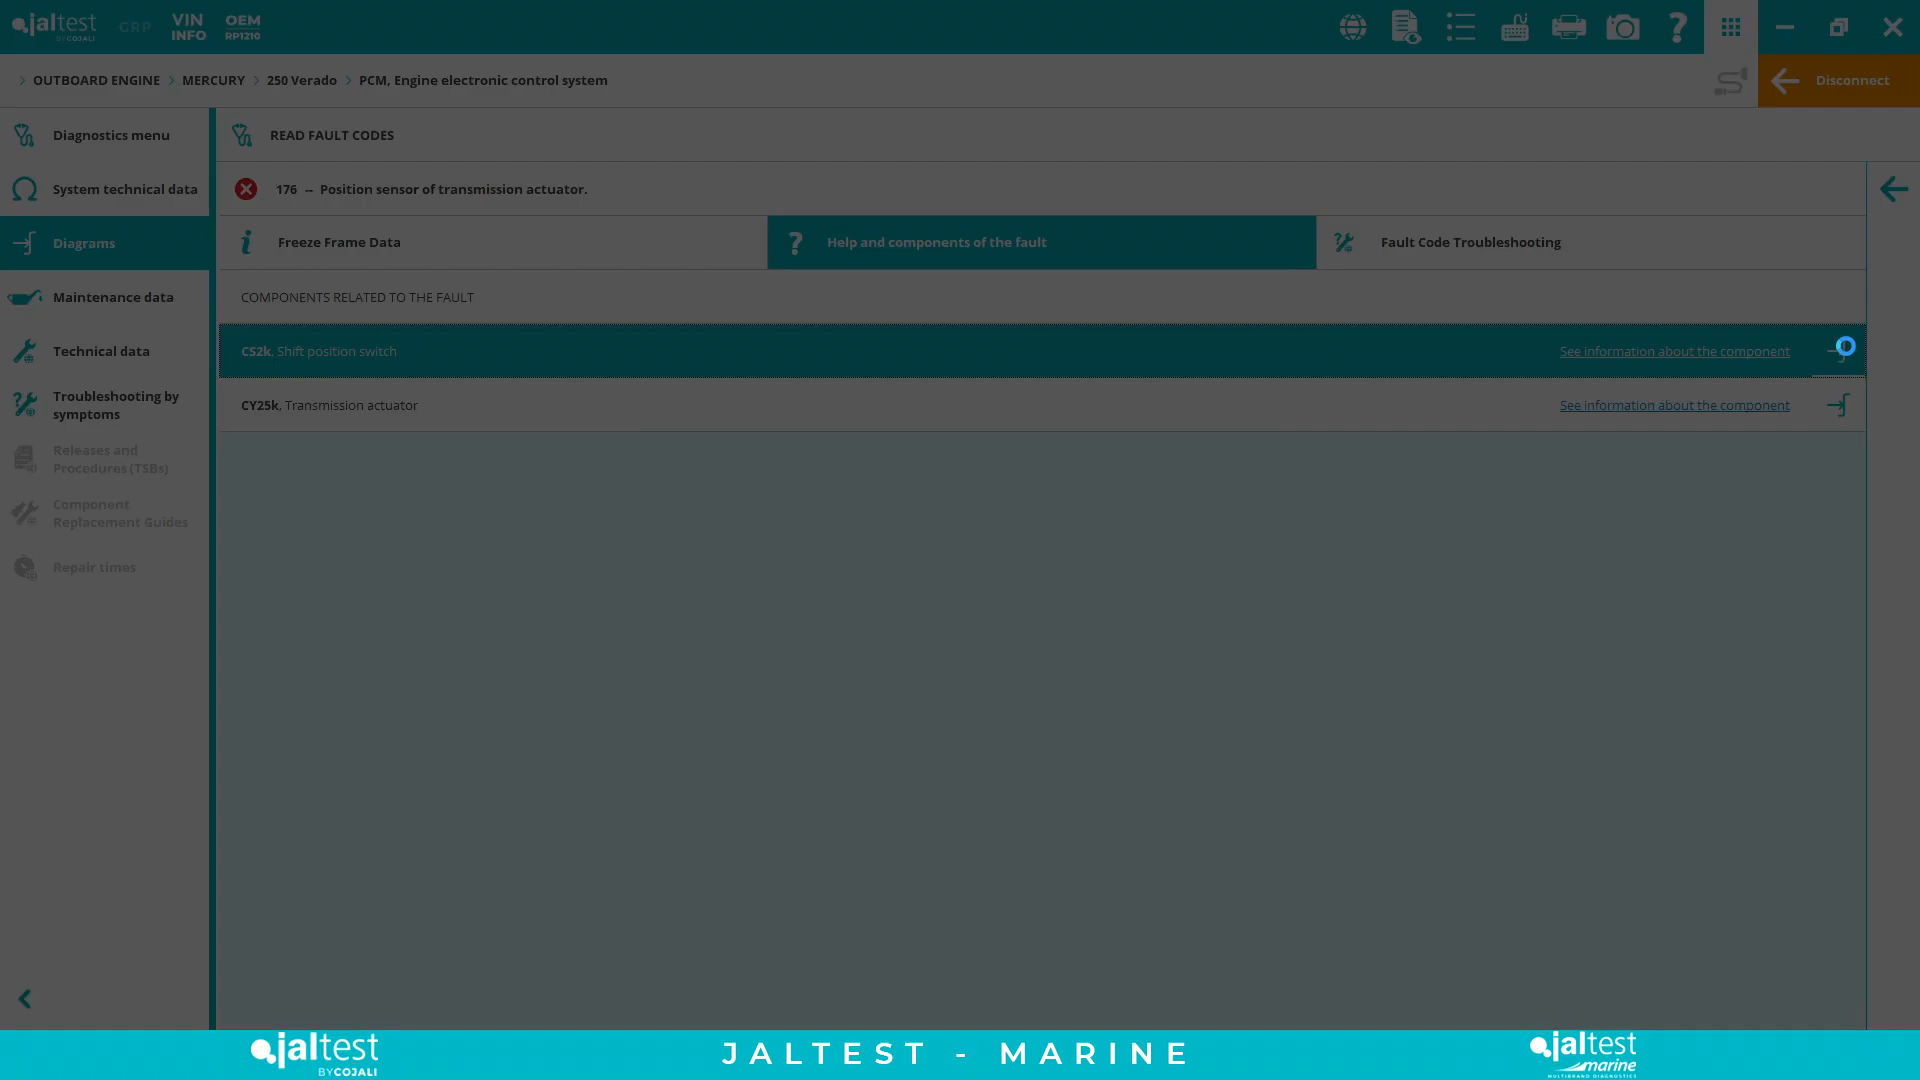 jaltest
BY COJALI
GRP
VIN
INFO
OEM
RP1210
OUTBOARD ENGINE
MERCURY
250 Verado
PCM, Engine electronic control system
Disconnect
Diagnostics menu
READ FAULT CODES
System technical data
176 -- Position sensor of transmission actuator.
Diagrams
Freeze Frame Data
Help and components of the fault
Fault Code Troubleshooting
Maintenance data
COMPONENTS RELATED TO THE FAULT
Technical data
CS2k, Shift position switch
See information about the component
Troubleshooting by
symptoms
CY25k, Transmission actuator
See information about the component
Releases and
Procedures (TSBs)
Component
Replacement Guides
Repair times
jaltest
BY COJALI
JALTEST - MARINE
jaltest
marine
MULTIBRAND DIAGNOSTICS